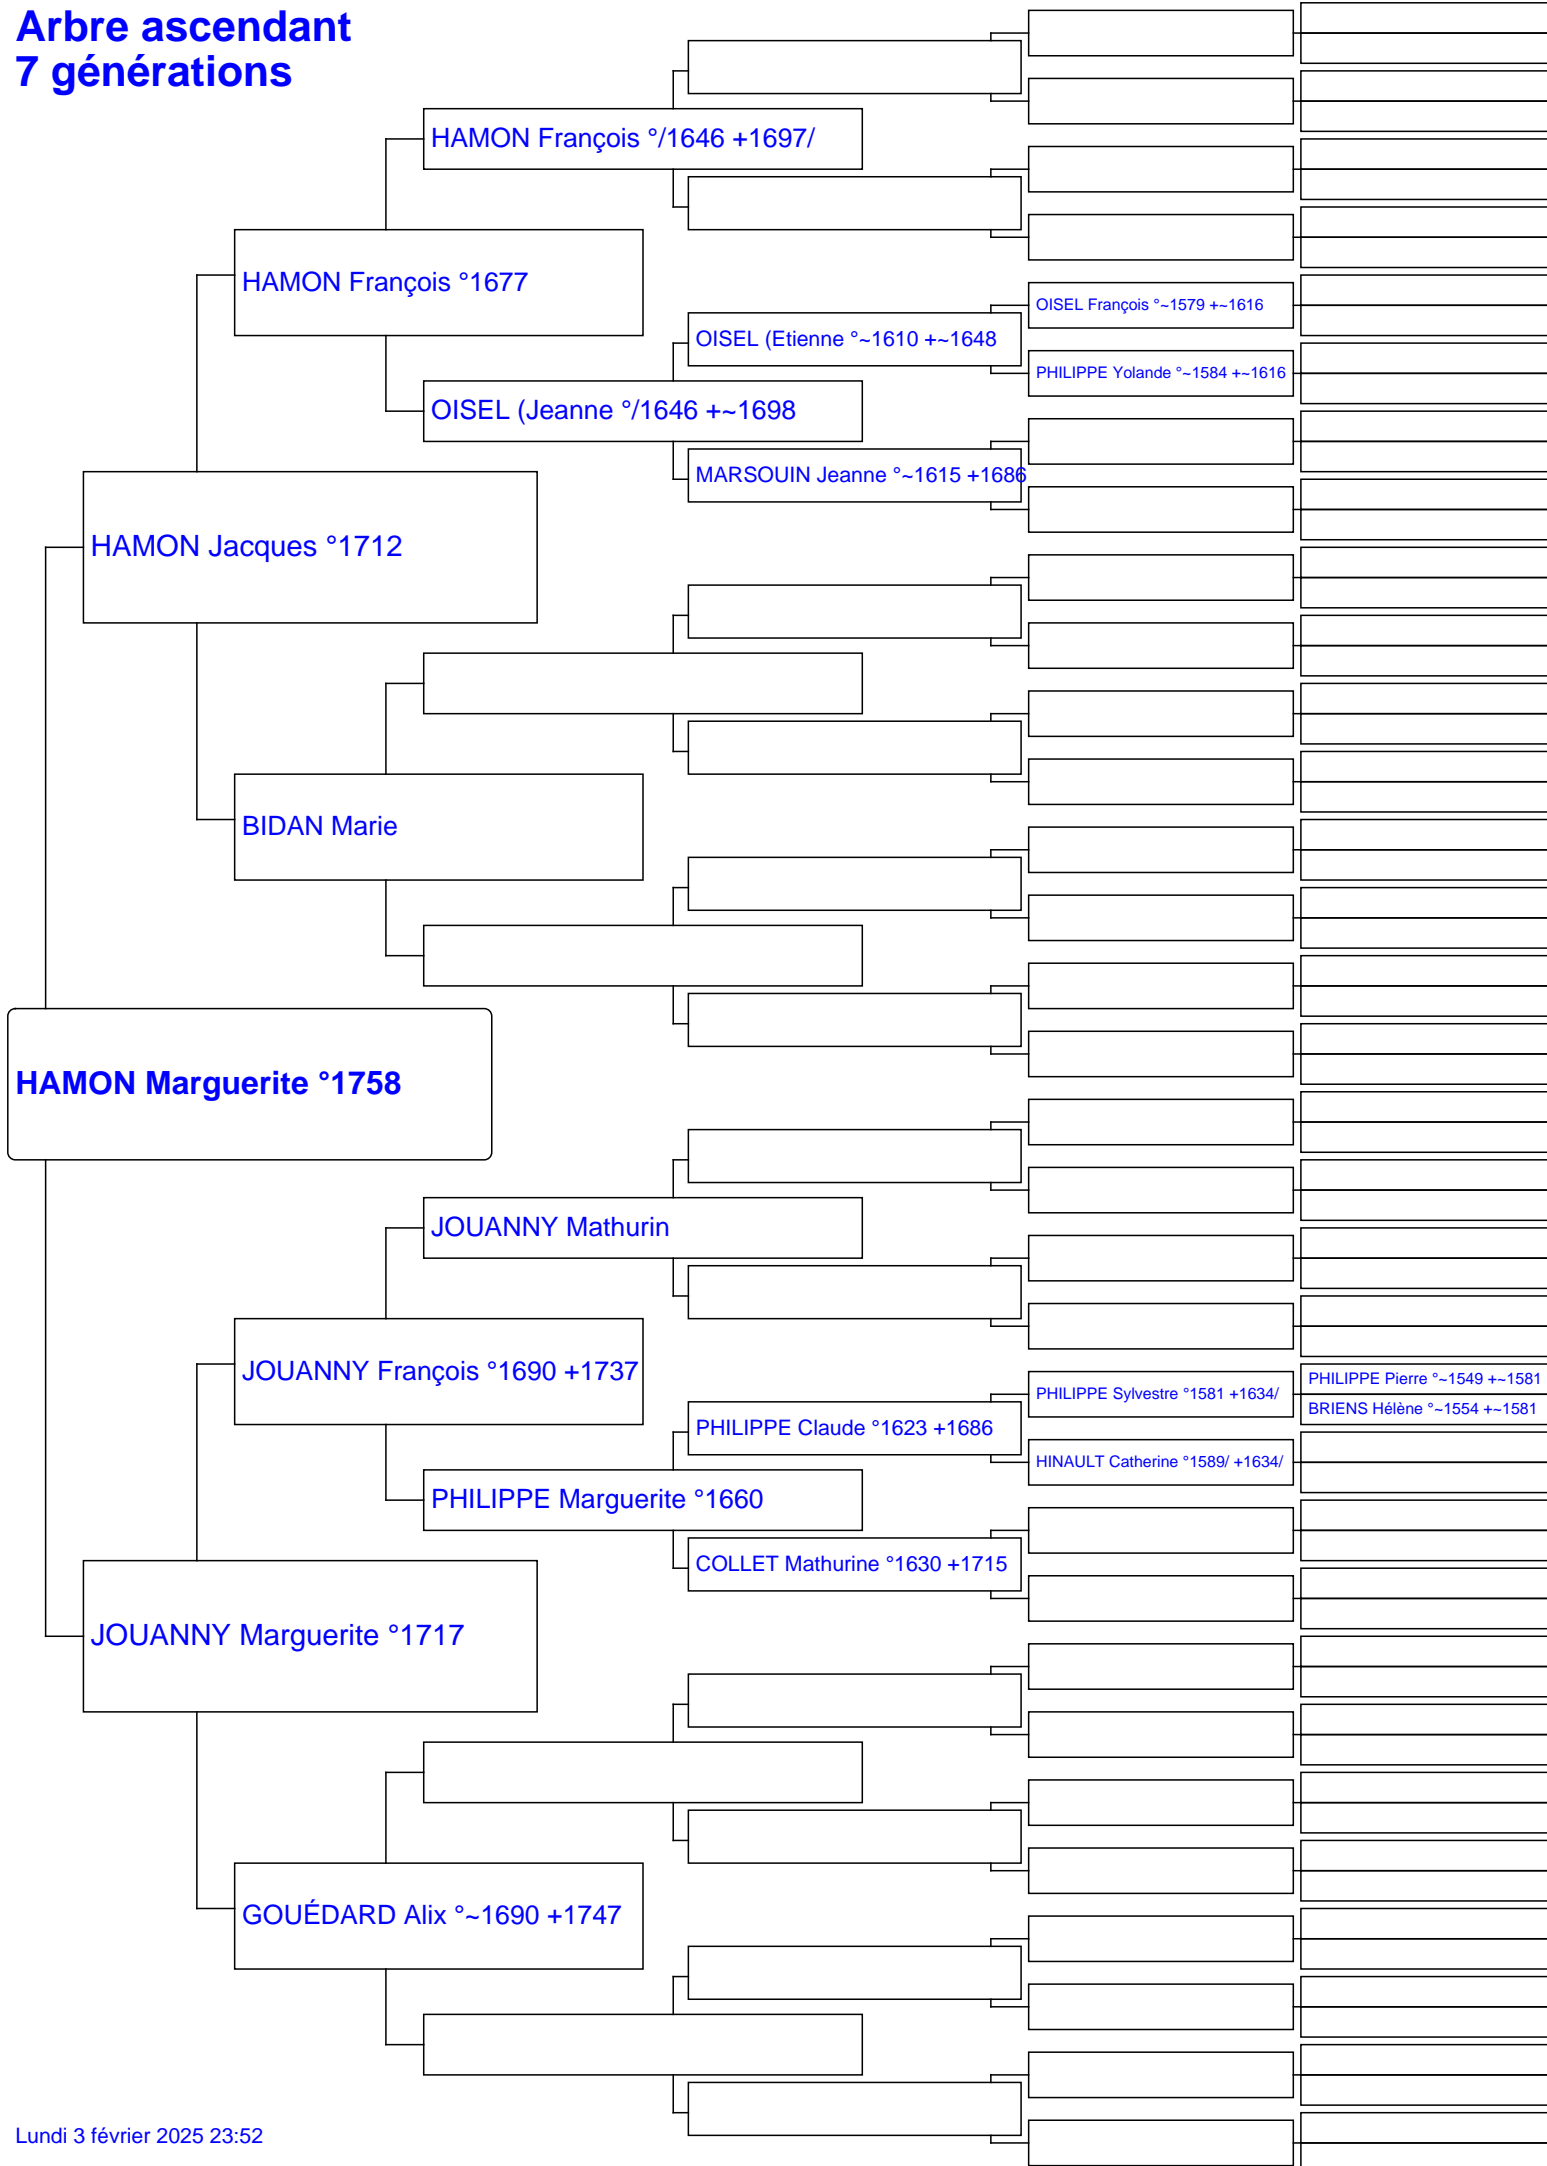 Arbre ascendant
7 générations
HAMON François °/1646 +1697/
HAMON François °1677
OISEL François °~1579 +~1616
OISEL (Etienne °~1610 +~1648
PHILIPPE Yolande °~1584 +~1616
OISEL (Jeanne °/1646 +~1698
MARSOUIN Jeanne °~1615 +1686
HAMON Jacques °1712
BIDAN Marie
HAMON Marguerite °1758
JOUANNY Mathurin
JOUANNY François °1690 +1737
PHILIPPE Pierre °~1549 +~1581
PHILIPPE Sylvestre °1581 +1634/
BRIENS Hélène °~1554 +~1581
PHILIPPE Claude °1623 +1686
HINAULT Catherine °1589/ +1634/
PHILIPPE Marguerite °1660
COLLET Mathurine °1630 +1715
JOUANNY Marguerite °1717
GOUÉDARD Alix °~1690 +1747
Lundi 3 février 2025 23:52